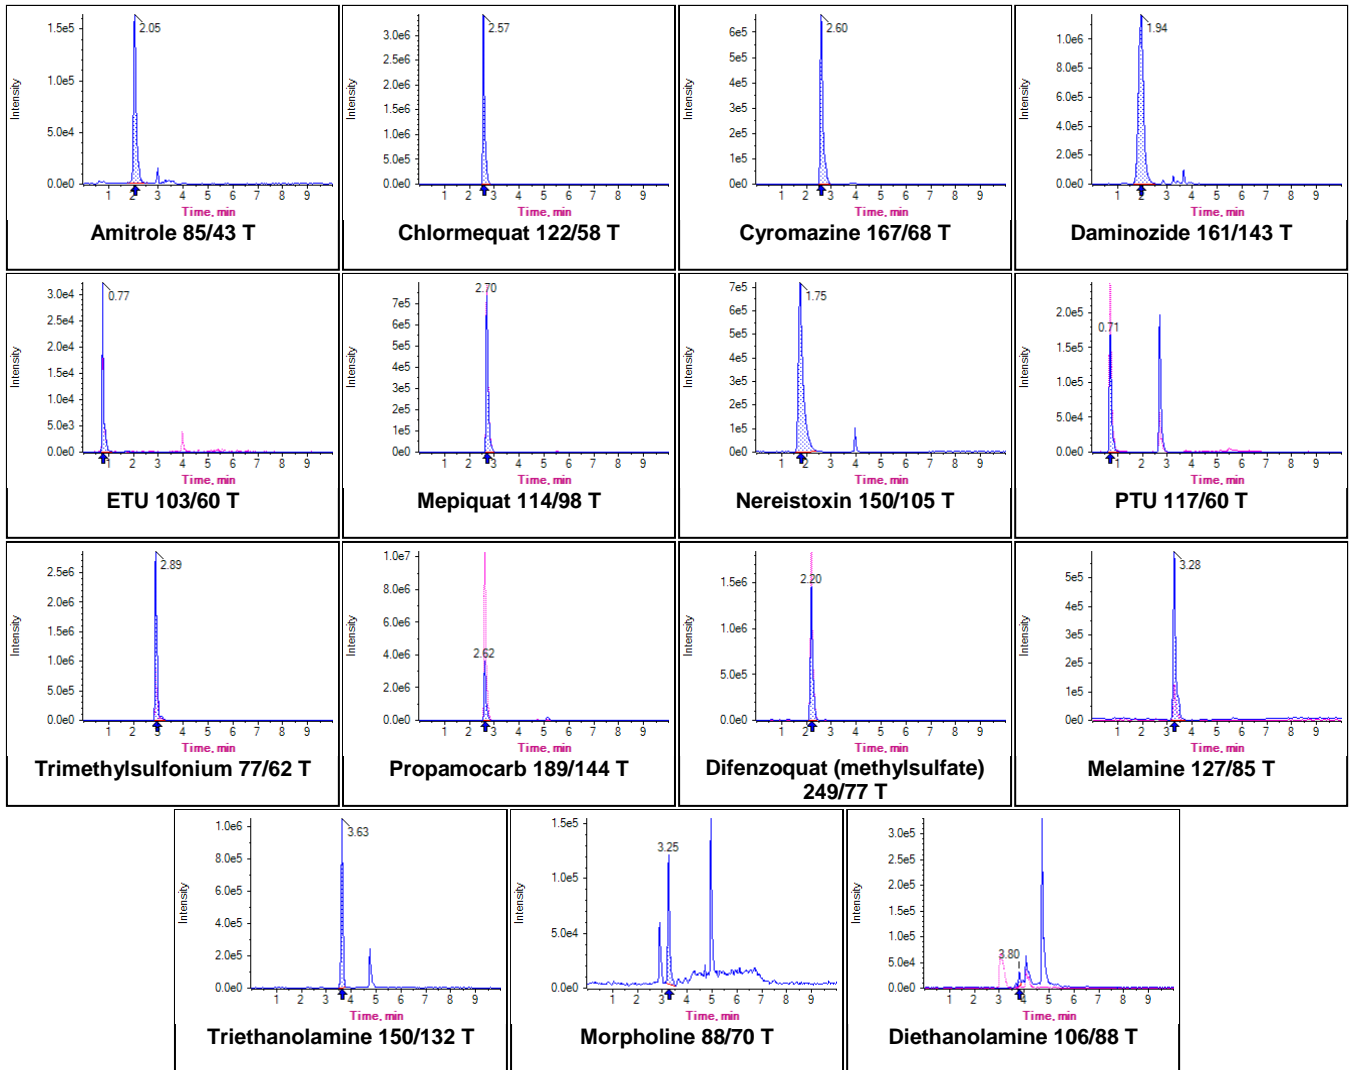 Intensity
1.5e5
1.0e5
5.0e4
0.0e0
2.05
1 2 3 4 5 6 7 8 9
Time, min
Amitrole 85/43 T
Intensity
3.0e6
2.5e6
2.0e6
1.5e6
1.0e6
5.0e5
0.0e0
2.57
1 2 3 4 5 6 7 8 9
Time, min
Chlormequat 122/58 T
Intensity
6e5
5e5
4e5
3e5
2e5
1e5
0e0
2.60
1 2 3 4 5 6 7 8 9
Time, min
Cyromazine 167/68 T
Intensity
1.0e6
8.0e5
6.0e5
4.0e5
2.0e5
0.0e0
1.94
1 2 3 4 5 6 7 8 9
Time, min
Daminozide 161/143 T
Intensity
3.0e4
2.5e4
2.0e4
1.5e4
1.0e4
5.0e3
0.0e0
0.77
1 2 3 4 5 6 7 8 9
Time, min
ETU 103/60 T
Intensity
7e5
6e5
5e5
4e5
3e5
2e5
1e5
0e0
2.70
1 2 3 4 5 6 7 8 9
Time, min
Mepiquat 114/98 T
Intensity
7e5
6e5
5e5
4e5
3e5
2e5
1e5
0e0
1.75
1 2 3 4 5 6 7 8 9
Time, min
Nereistoxin 150/105 T
Intensity
2.0e5
1.5e5
1.0e5
5.0e4
0.0e0
0.71
1 2 3 4 5 6 7 8 9
Time, min
PTU 117/60 T
Intensity
2.5e6
2.0e6
1.5e6
1.0e6
5.0e5
0.0e0
2.89
1 2 3 4 5 6 7 8 9
Time, min
Trimethylsulfonium 77/62 T
Intensity
1.0e7
8.0e6
6.0e6
4.0e6
2.0e6
0.0e0
2.62
1 2 3 4 5 6 7 8 9
Time, min
Propamocarb 189/144 T
Intensity
1.5e6
1.0e6
5.0e5
0.0e0
2.20
1 2 3 4 5 6 7 8 9
Time, min
Difenzoquat (methylsulfate)
249/77 T
Intensity
5e5
4e5
3e5
2e5
1e5
0e0
3.28
1 2 3 4 5 6 7 8 9
Time, min
Melamine 127/85 T
Intensity
1.0e6
8.0e5
6.0e5
4.0e5
2.0e5
0.0e0
3.63
1 2 3 4 5 6 7 8 9
Time, min
Triethanolamine 150/132 T
Intensity
1.5e5
1.0e5
5.0e4
0.0e0
3.25
1 2 3 4 5 6 7 8 9
Time, min
Morpholine 88/70 T
Intensity
3.0e5
2.5e5
2.0e5
1.5e5
1.0e5
5.0e4
0.0e0
3.80
1 2 3 4 5 6 7 8 9
Time, min
Diethanolamine 106/88 T